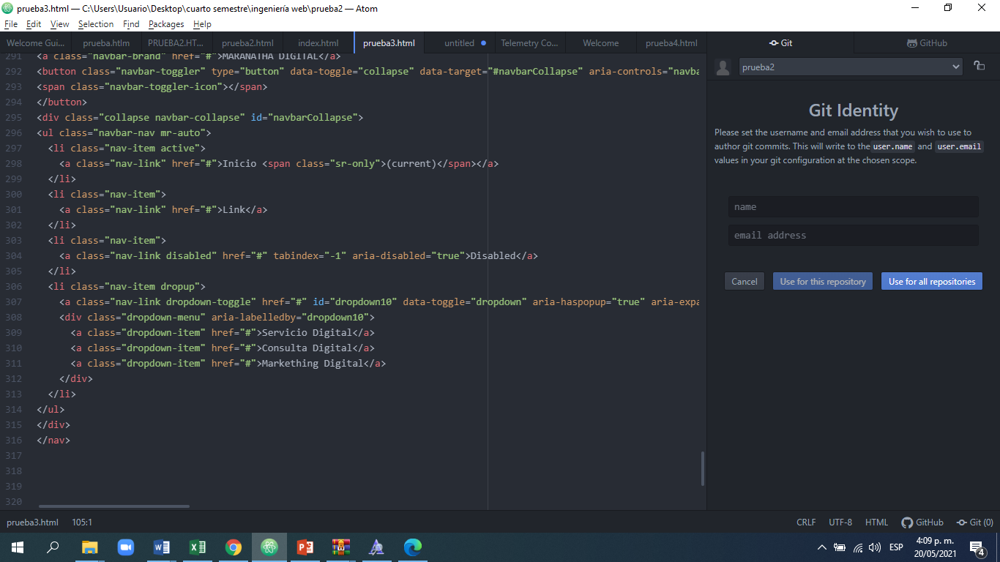 prueba3.html — C:\Users\Usuario\Desktop\cuarto semestre\ingeniería web\prueba2 — Atom
File Edit View Selection Find Packages Help
Welcome Gui... prueba.htlm PRUEBA2.HT... prueba2.html index.html prueba3.html untitled Telemetry Co... Welcome prueba4.html Git GitHub
291 <a class="navbar-brand" href="#">MARANATHA DIGITAL</a>
292 <button class="navbar-toggler" type="button" data-toggle="collapse" data-target="#navbarCollapse" aria-controls="navba
293 <span class="navbar-toggler-icon"></span>
294 </button>
295 <div class="collapse navbar-collapse" id="navbarCollapse">
296 <ul class="navbar-nav mr-auto">
297 <li class="nav-item active">
298 <a class="nav-link" href="#">Inicio <span class="sr-only">(current)</span></a>
299 </li>
300 <li class="nav-item">
301 <a class="nav-link" href="#">Link</a>
302 </li>
303 <li class="nav-item">
304 <a class="nav-link disabled" href="#" tabindex="-1" aria-disabled="true">Disabled</a>
305 </li>
306 <li class="nav-item dropup">
307 <a class="nav-link dropdown-toggle" href="#" id="dropdown10" data-toggle="dropdown" aria-haspopup="true" aria-expa
308 <div class="dropdown-menu" aria-labelledby="dropdown10">
309 <a class="dropdown-item" href="#">Servicio Digital</a>
310 <a class="dropdown-item" href="#">Consulta Digital</a>
311 <a class="dropdown-item" href="#">Markething Digital</a>
312 </div>
313 </li>
314 </ul>
315 </div>
316 </nav>
317
318
319
320
prueba2
Git Identity
Please set the username and email address that you wish to use to
author git commits. This will write to the user.name and user.email
values in your git configuration at the chosen scope.
name
email address
Cancel Use for this repository Use for all repositories
prueba3.html 105:1 CRLF UTF-8 HTML GitHub Git (0)
ESP 4:09 p. m.
20/05/2021 4